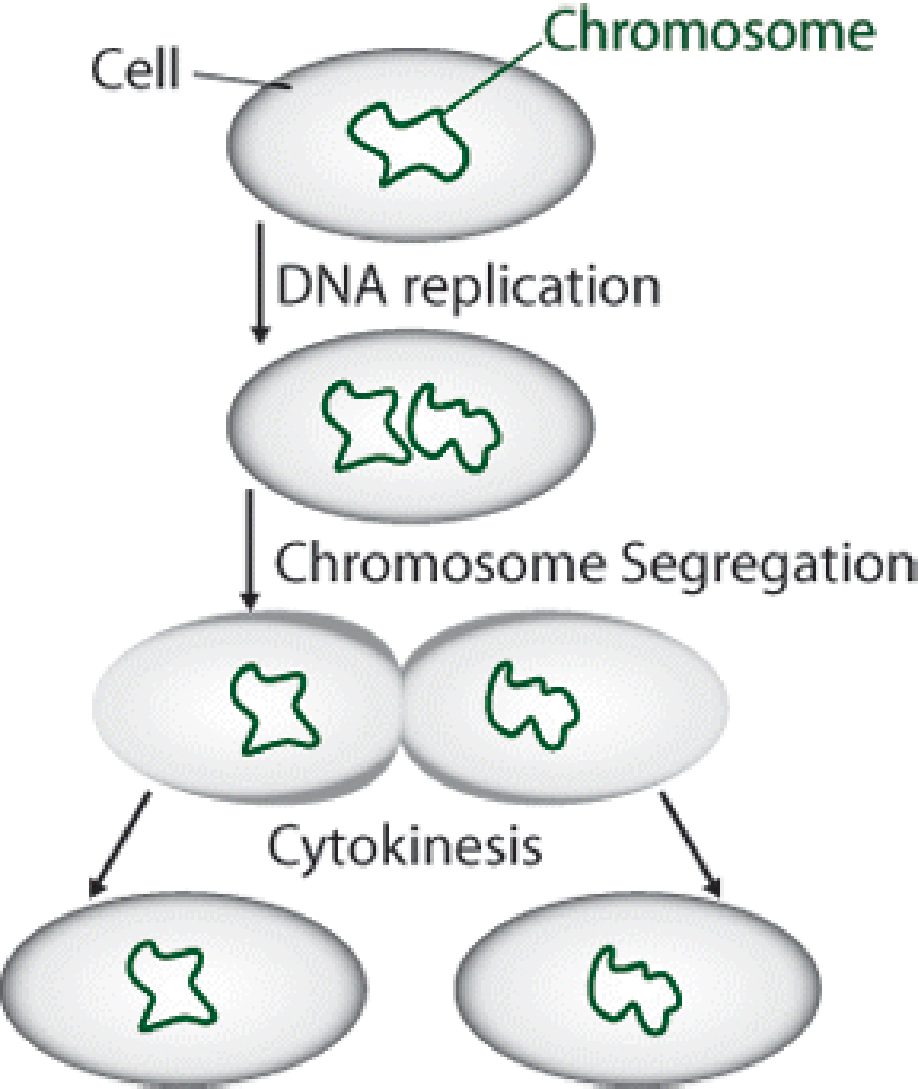 Chromosome
Cell
DNA replication
Chromosome Segregation
Cytokinesis